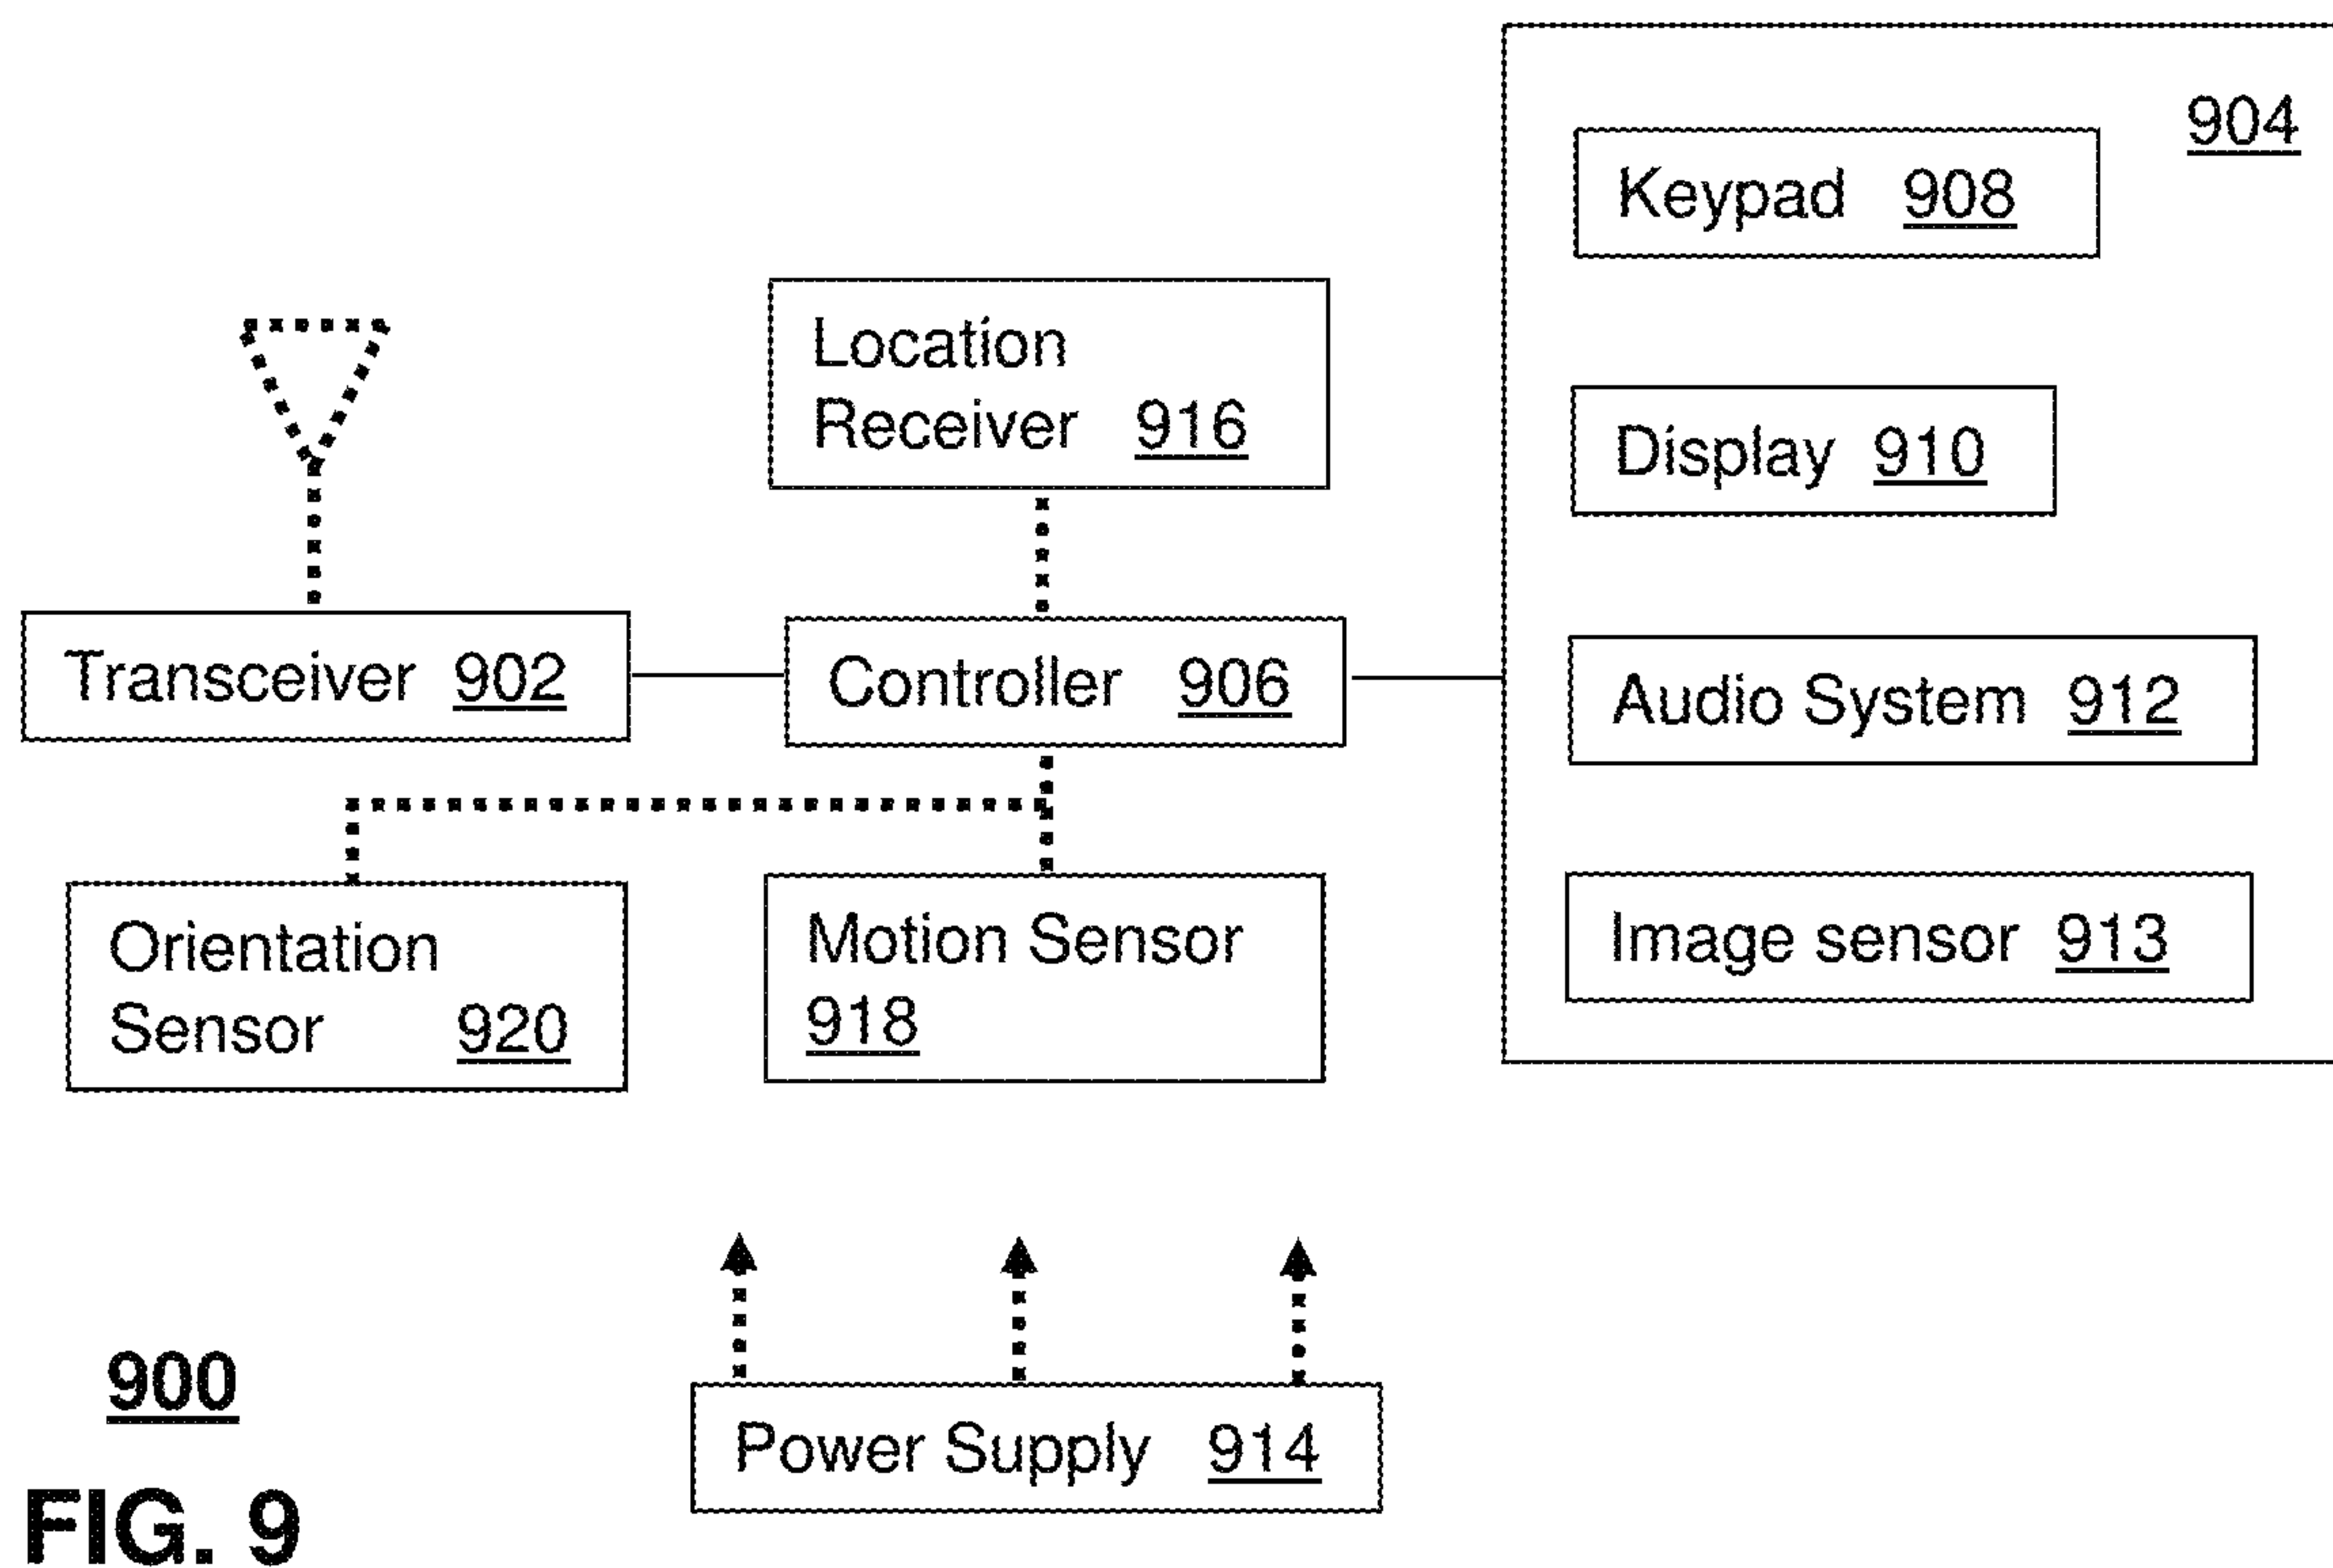 904
Keypad 908
Location
Receiver 916
Display 910
Transceiver 902
Controller 906
Audio System 912
Orientation
Sensor 920
Motion Sensor
918
Image sensor 913
Power Supply 914
900
FIG. 9